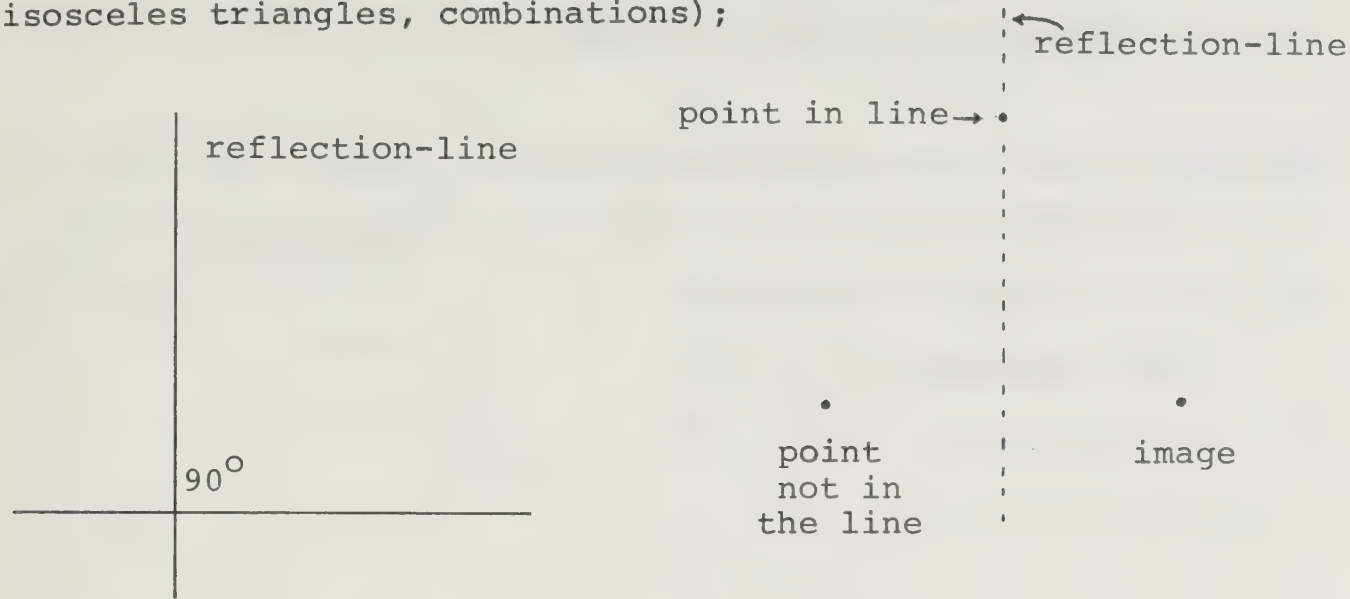 isosceles triangles, combinations);
reflection-line
point in line→
reflection-line
90°
point
not in
the line
image